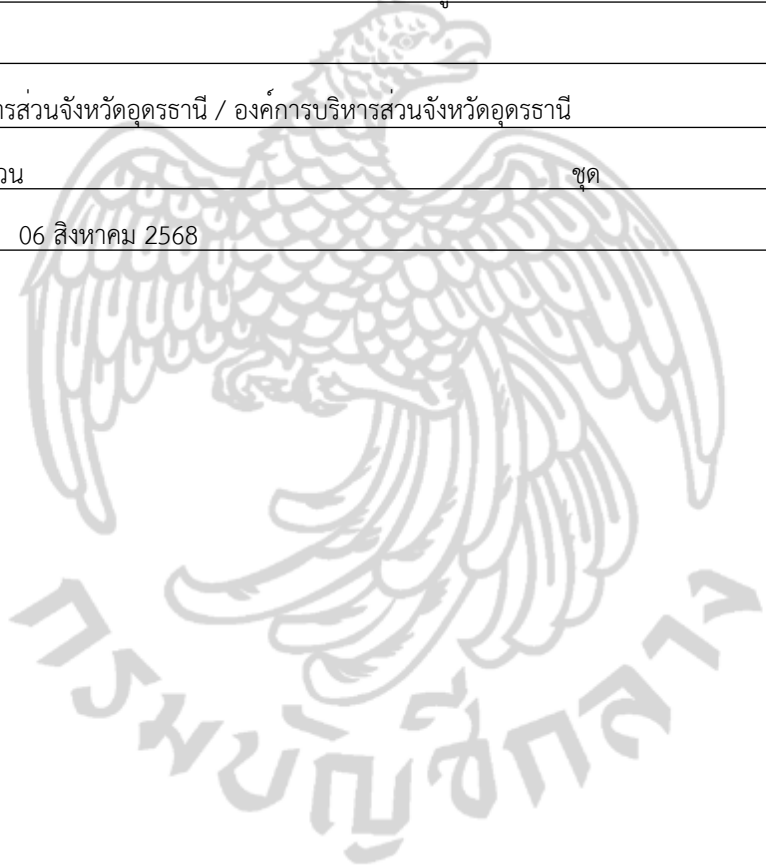 ารส่วนจังหวัดอุดรธานี / องค์การบริหารส่วนจังหวัดอุดรธานี
วน ชุด
06 สิงหาคม 2568
กรมบัญชีกลาง